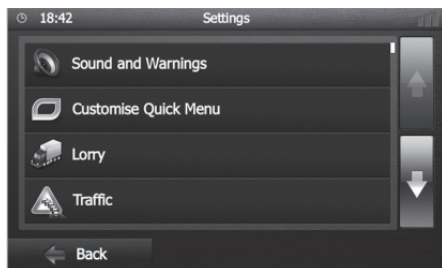 18:42 Settings
Sound and Warnings
Customise Quick Menu
Lorry
Traffic
Back